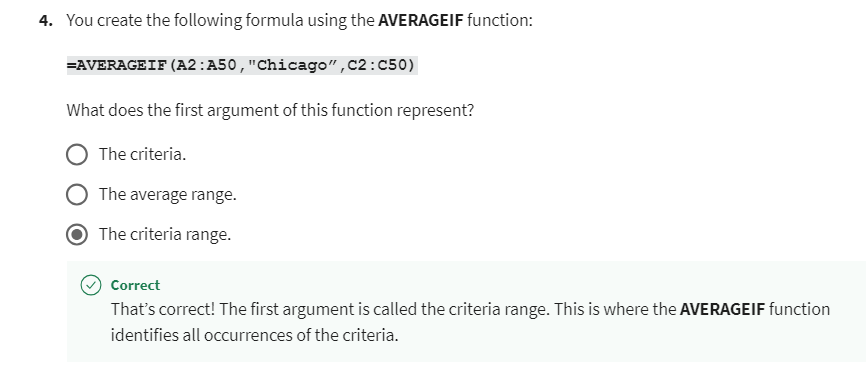 4. You create the following formula using the AVERAGEIF function:
=AVERAGEIF(A2:A50,"Chicago”,C2:C50)
What does the first argument of this function represent?
The criteria.
The average range.
The criteria range.
Correct
That’s correct! The first argument is called the criteria range. This is where the AVERAGEIF function
identifies all occurrences of the criteria.